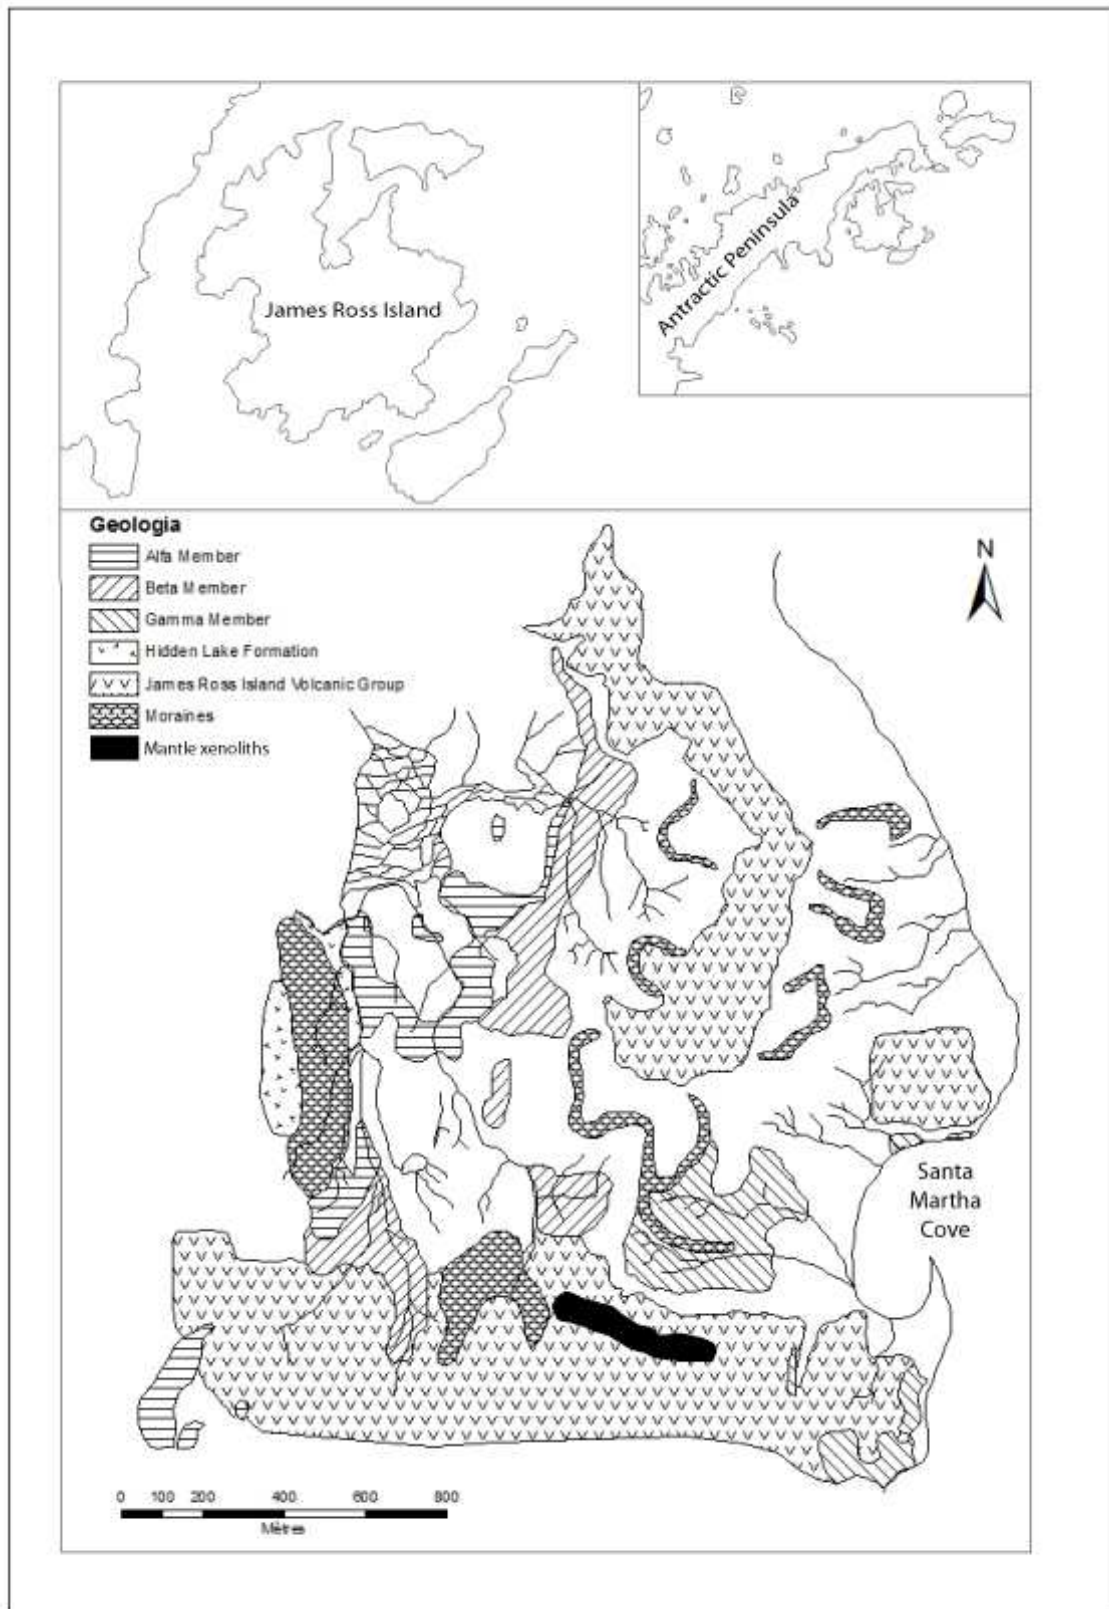 James Ross Island
Antractic Peninsula
Geologia
Alfa Member
Beta Member
Gamma Member
Hidden Lake Formation
James Ross Island Volcanic Group
Moraines
Mantle xenoliths
N
Santa
Martha
Cove
0 100 200 400 600 800
Mètres